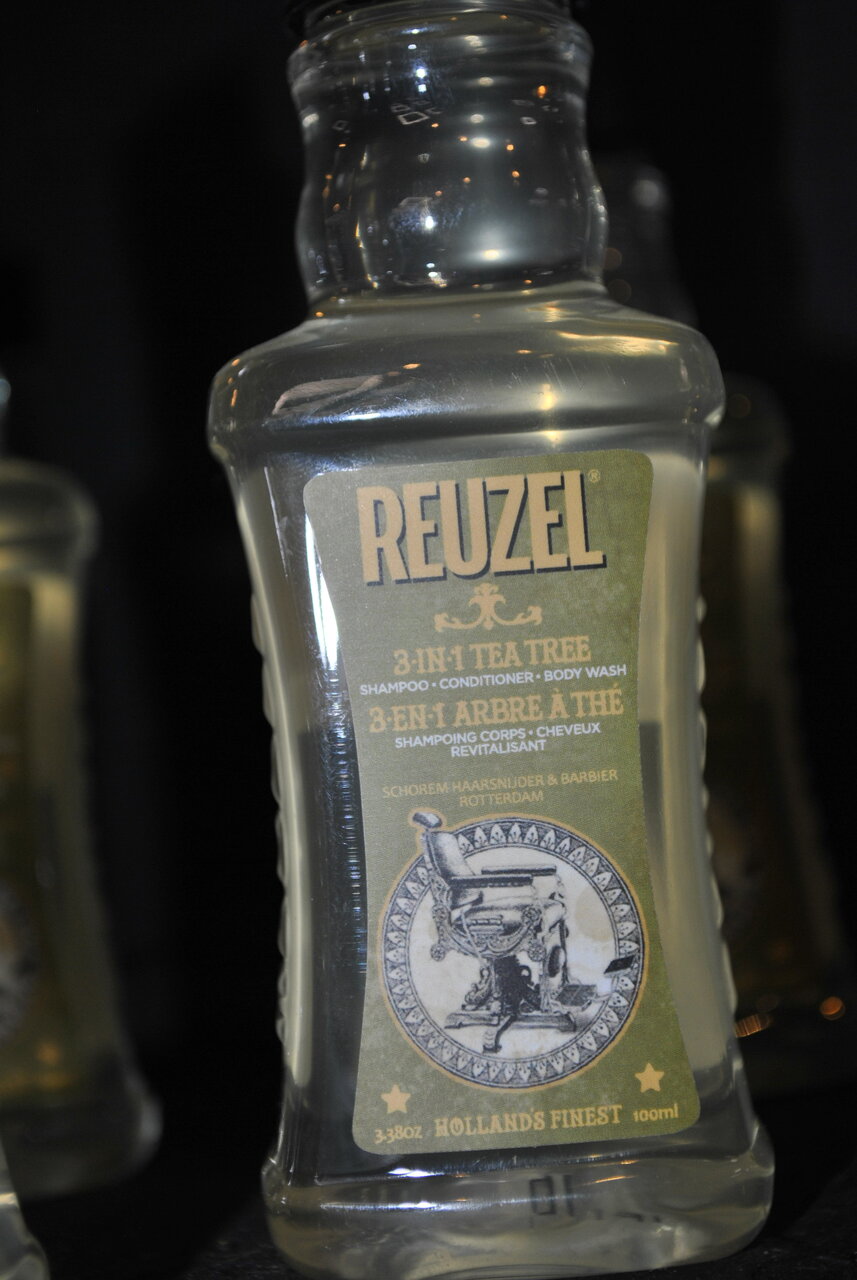 REUZEL®
3·IN·1 TEA TREE
SHAMPOO • CONDITIONER • BODY WASH
3·EN·1 ARBRE À THÉ
SHAMPOING CORPS • CHEVEUX
REVITALISANT
SCHOREM HAARSNIJDER & BARBIER
ROTTERDAM
3.38oz HOLLAND'S FINEST 100ml